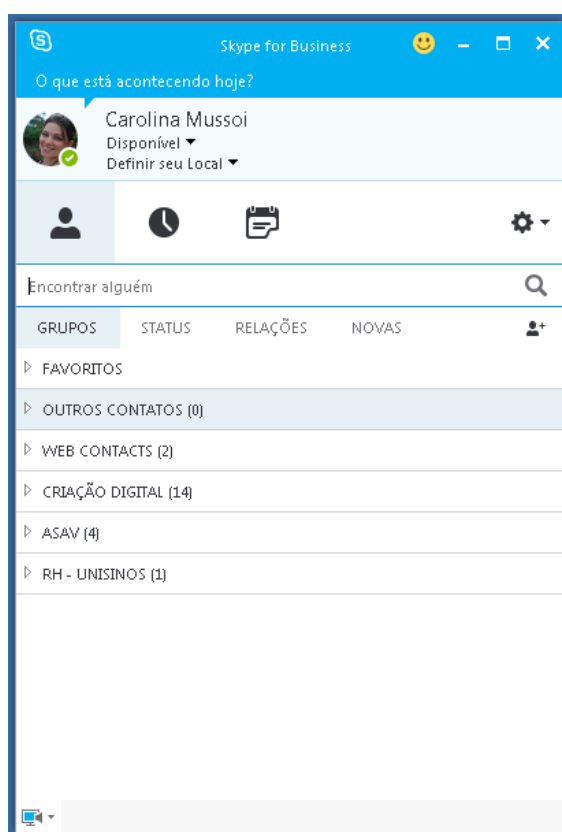 Skype for Business
O que está acontecendo hoje?
Carolina Mussoi
Disponível
Definir seu Local
Encontrar alguém
GRUPOS STATUS RELAÇÕES NOVAS
FAVORITOS
OUTROS CONTATOS (0)
WEB CONTACTS (2)
CRIAÇÃO DIGITAL (14)
ASAV (4)
RH - UNISINOS (1)